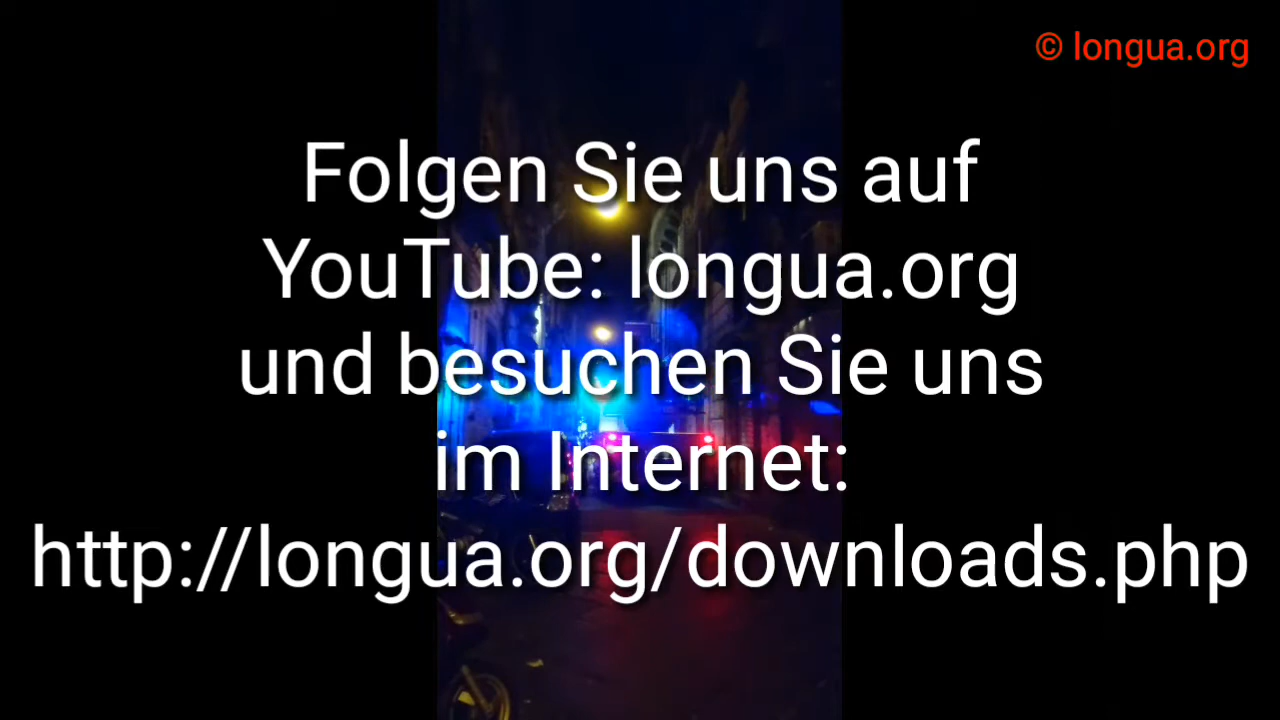 © longua.org
Folgen Sie uns auf
YouTube: longua.org
und besuchen Sie uns
im Internet:
http://longua.org/downloads.php